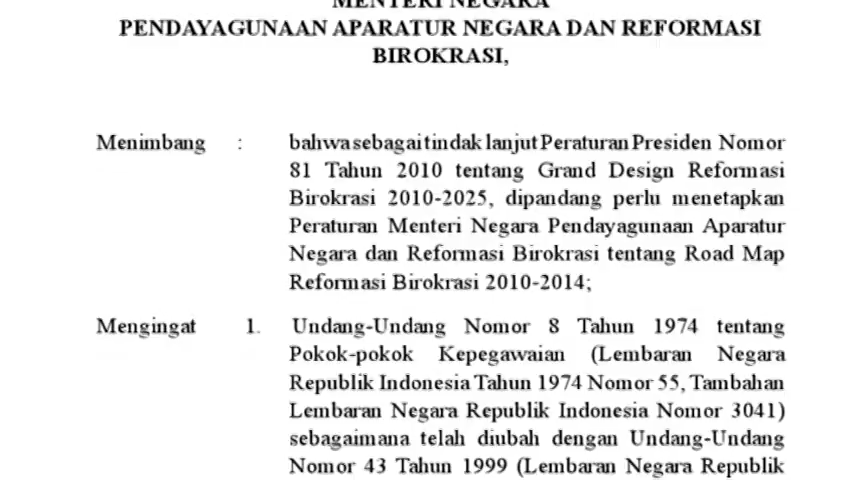 MENTERI NEGARA
PENDAYAGUNAAN APARATUR NEGARA DAN REFORMASI
BIROKRASI,
Menimbang : bahwa sebagai tindak lanjut Peraturan Presiden Nomor
81 Tahun 2010 tentang Grand Design Reformasi
Birokrasi 2010-2025, dipandang perlu menetapkan
Peraturan Menteri Negara Pendayagunaan Aparatur
Negara dan Reformasi Birokrasi tentang Road Map
Reformasi Birokrasi 2010-2014;
Mengingat 1. Undang-Undang Nomor 8 Tahun 1974 tentang
Pokok-pokok Kepegawaian (Lembaran Negara
Republik Indonesia Tahun 1974 Nomor 55, Tambahan
Lembaran Negara Republik Indonesia Nomor 3041)
sebagaimana telah diubah dengan Undang-Undang
Nomor 43 Tahun 1999 (Lembaran Negara Republik